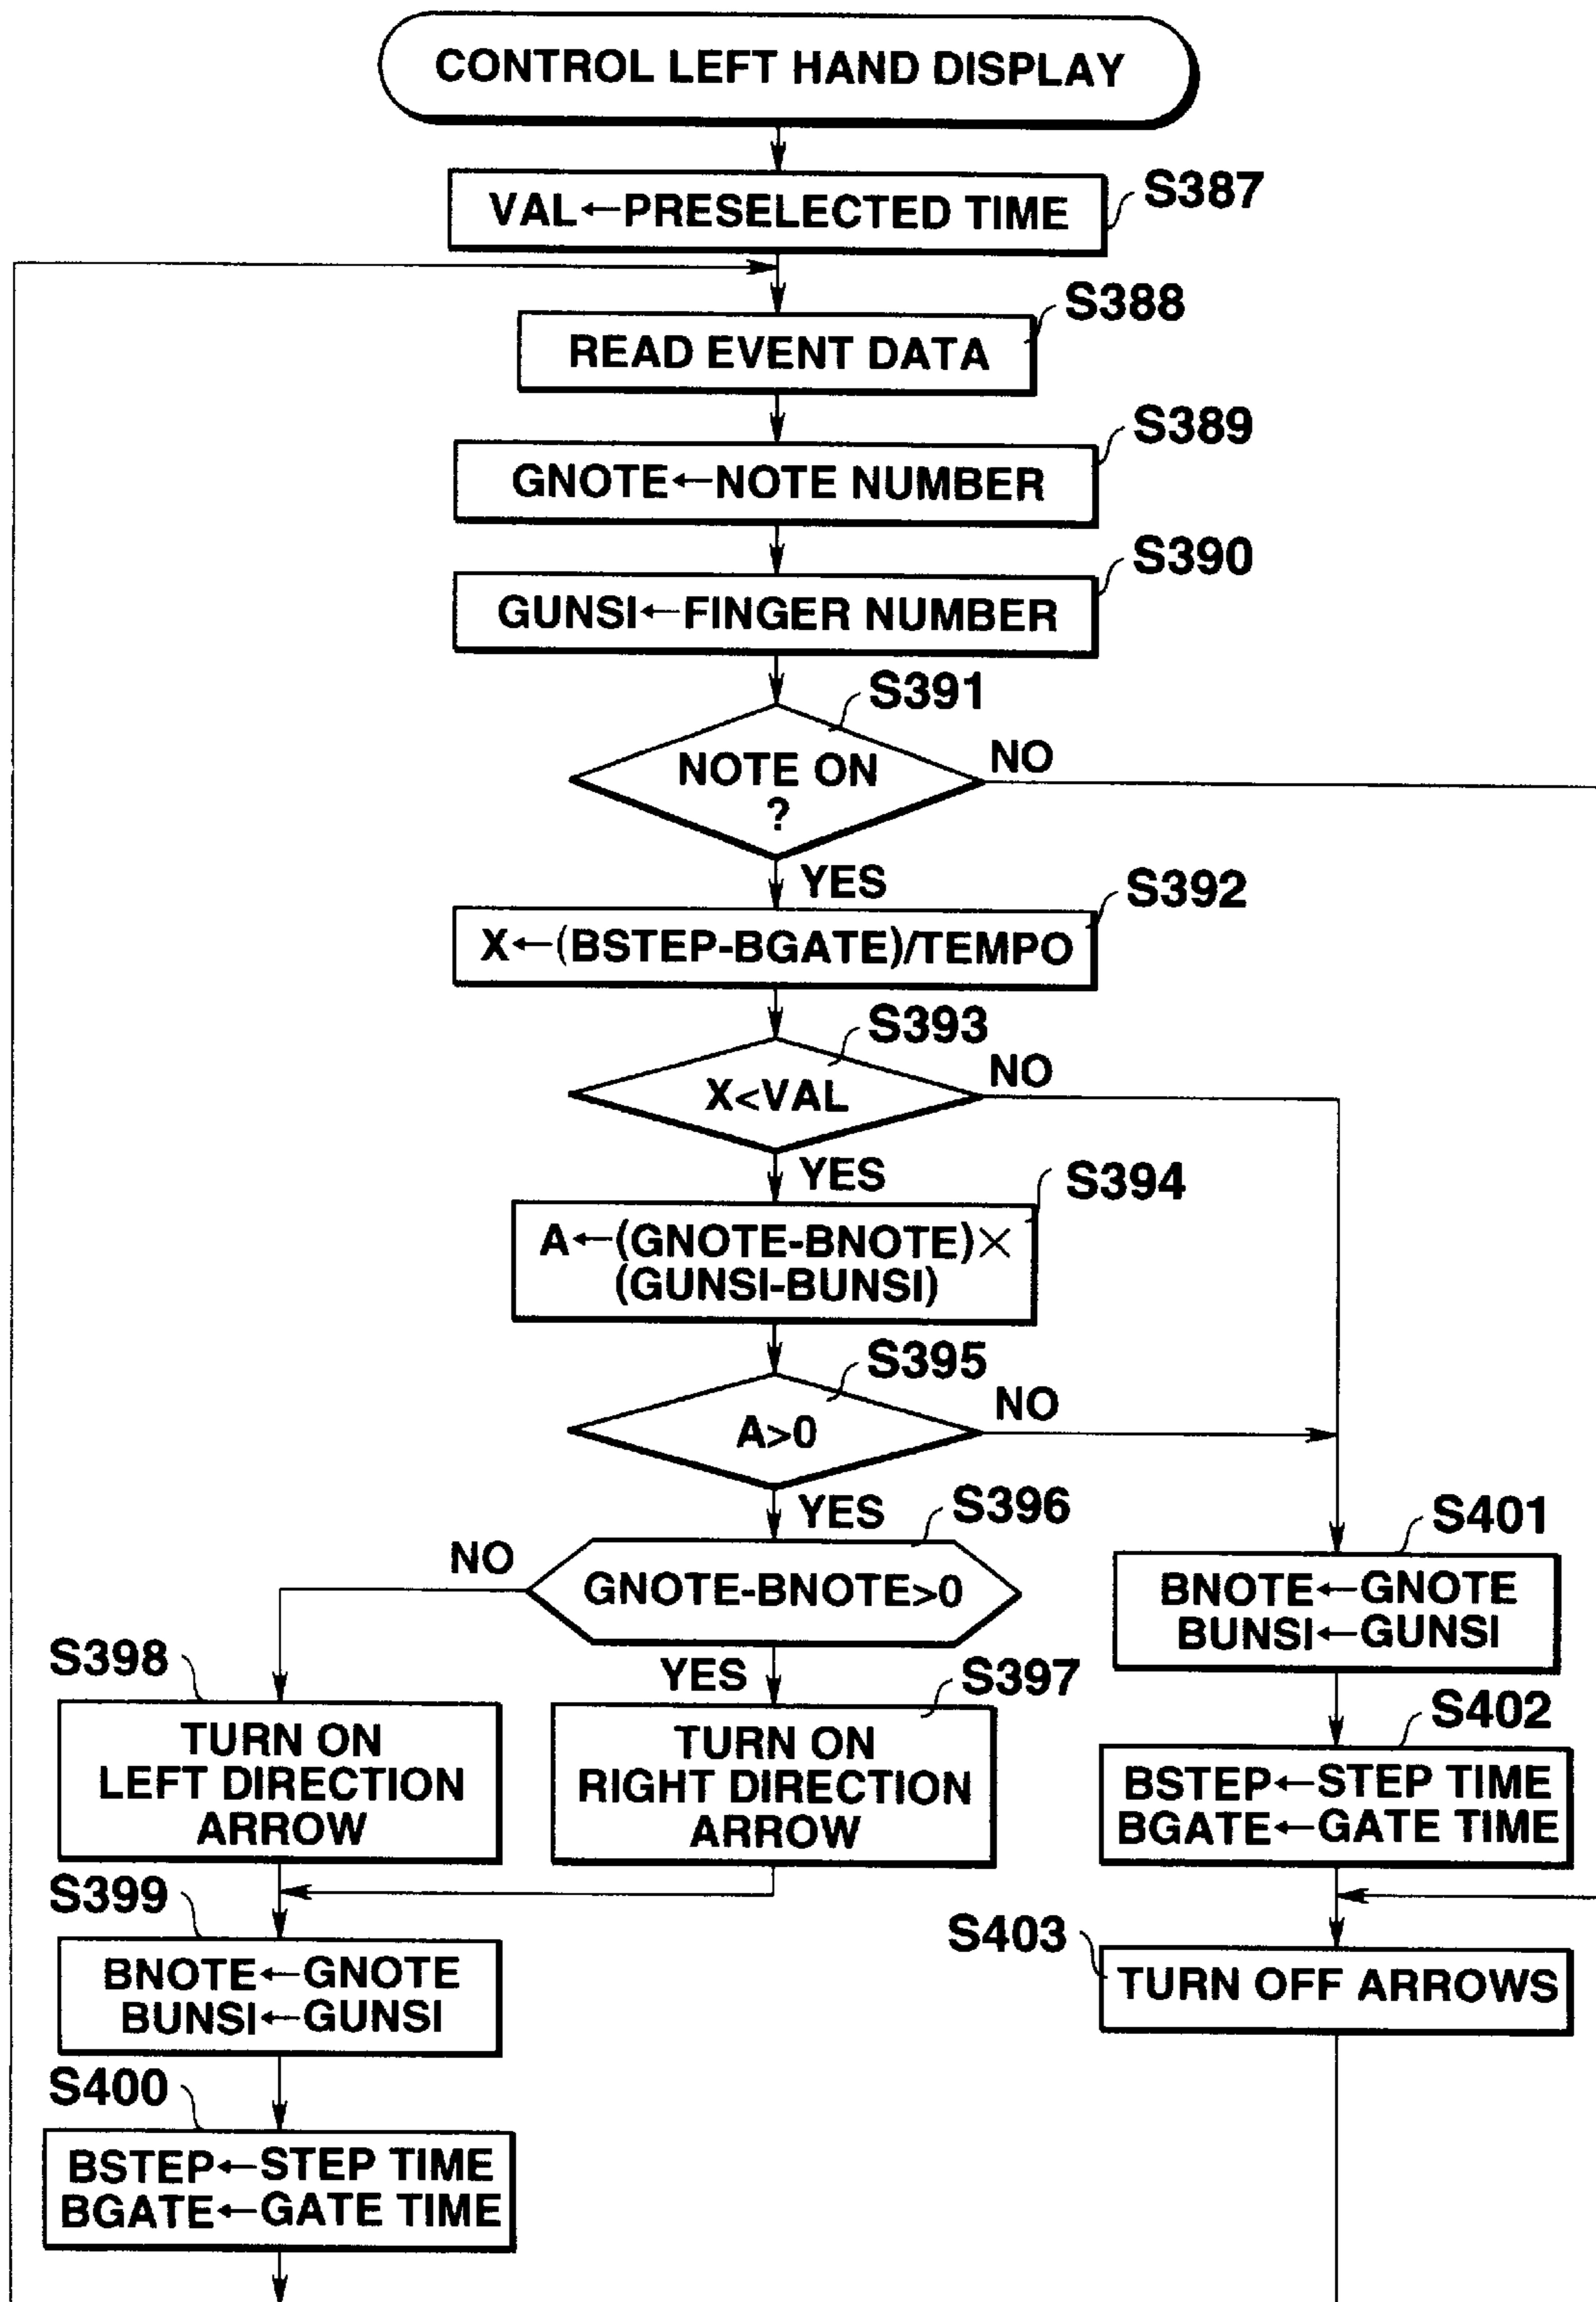 CONTROL LEFT HAND DISPLAY
S387
VAL←PRESELECTED TIME
S388
READ EVENT DATA
S389
GNOTE←NOTE NUMBER
S390
GUNSI←FINGER NUMBER
S391
NOTE ON
?
NO
YES
S392
X←(BSTEP-BGATE)/TEMPO
S393
X<VAL
NO
YES
S394
A←(GNOTE-BNOTE)×
(GUNSI-BUNSI)
S395
A>0
NO
YES
S396
GNOTE-BNOTE>0
NO
YES
S401
BNOTE←GNOTE
BUNSI←GUNSI
S398
TURN ON
LEFT DIRECTION
ARROW
S397
TURN ON
RIGHT DIRECTION
ARROW
S402
BSTEP←STEP TIME
BGATE←GATE TIME
S399
BNOTE←GNOTE
BUNSI←GUNSI
S403
TURN OFF ARROWS
S400
BSTEP←STEP TIME
BGATE←GATE TIME